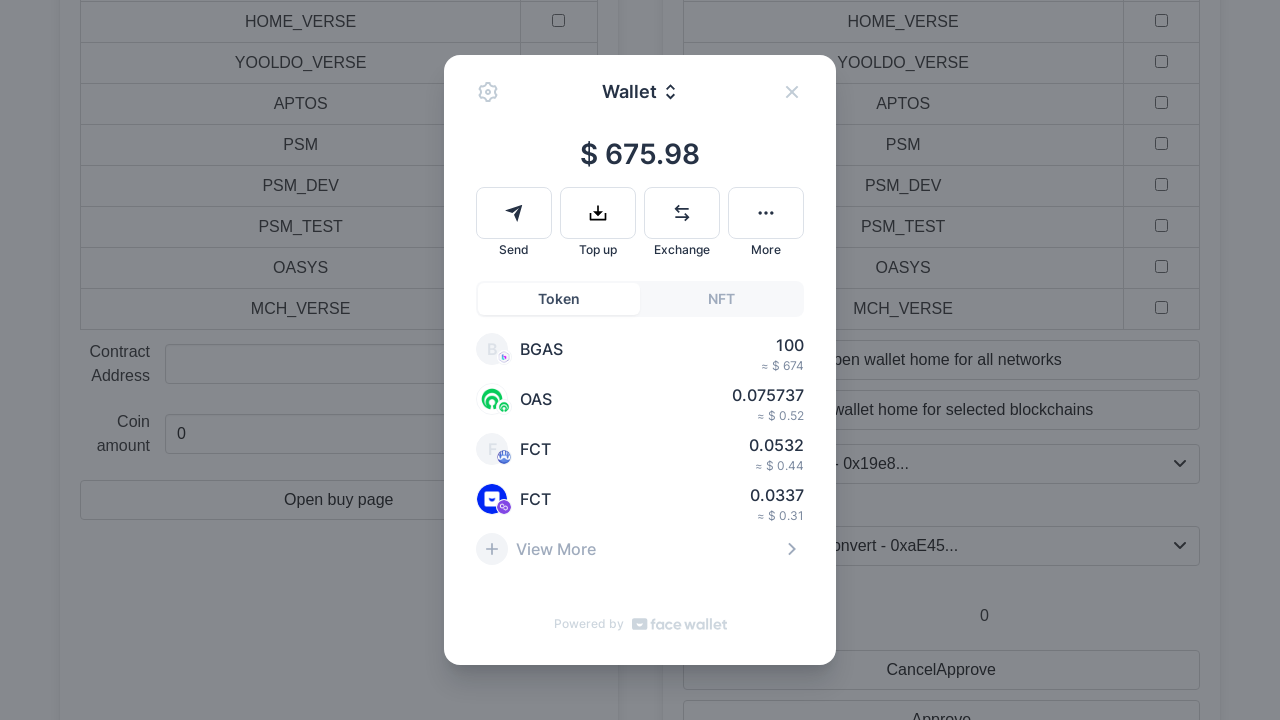 HOME_VERSE
YOOLDO_VERSE
APTOS
PSM
PSM_DEV
PSM_TEST
OASYS
MCH_VERSE
Contract
Address
Coin
amount
0
Open buy page
Wallet
$ 675.98
Send
Top up
Exchange
More
Token
NFT
B
BGAS
100
≈ $ 674
OAS
0.075737
≈ $ 0.52
F
FCT
0.0532
≈ $ 0.44
FCT
0.0337
≈ $ 0.31
View More
Powered by face wallet
HOME_VERSE
YOOLDO_VERSE
APTOS
PSM
PSM_DEV
PSM_TEST
OASYS
MCH_VERSE
pen wallet home for all networks
wallet home for selected blockchains
- 0x19e8...
nvert - 0xaE45...
0
CancelApprove
Approve